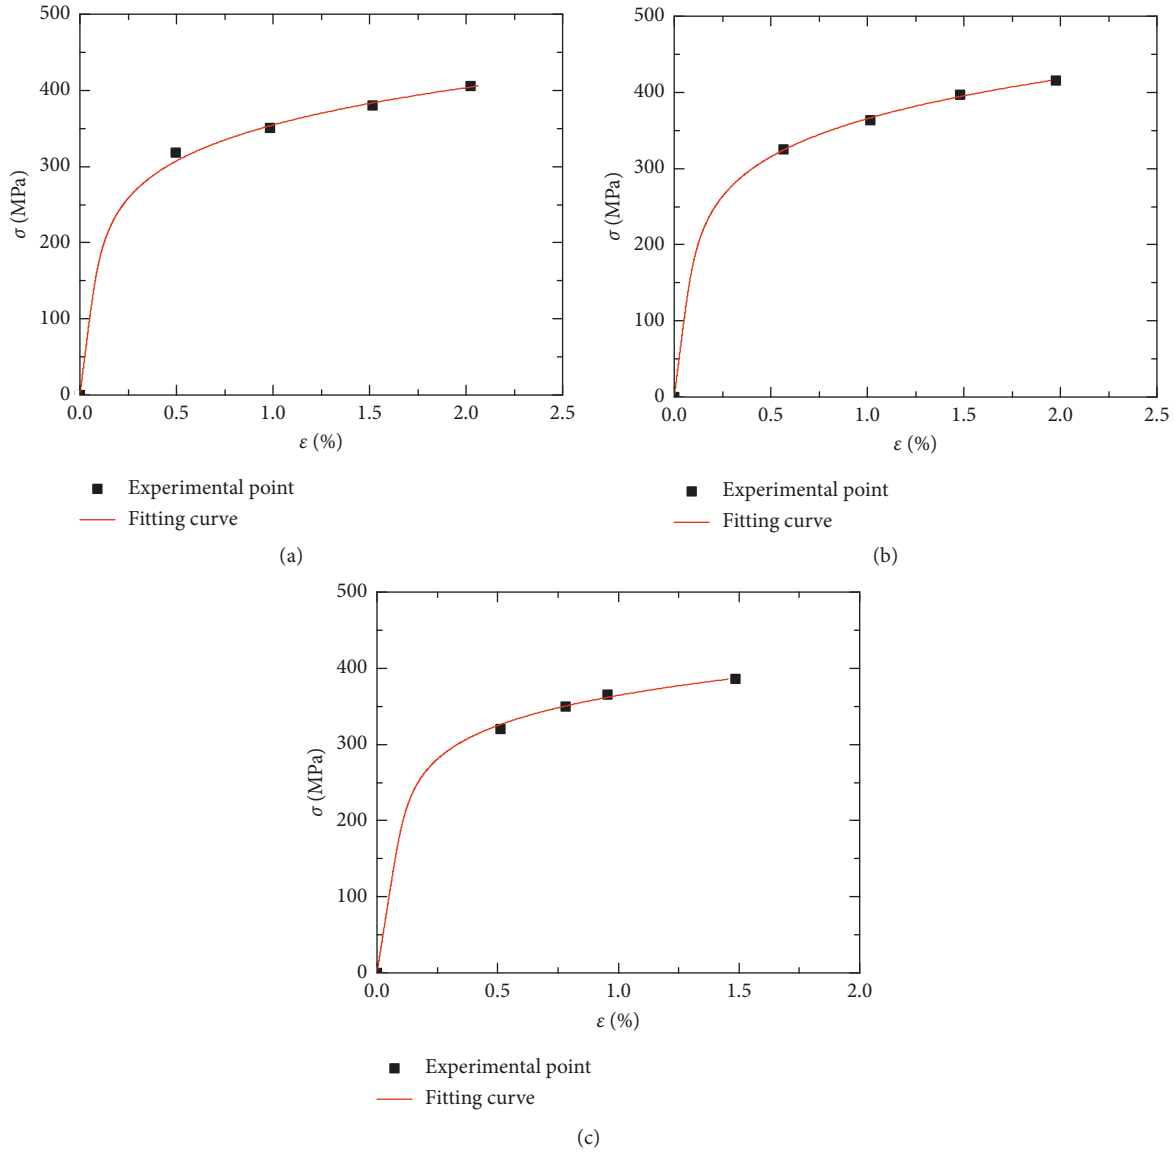 500
400
300
200
100
0
σ (MPa)
0.0 0.5 1.0 1.5 2.0 2.5
ε (%)
Experimental point
Fitting curve
(a)
500
400
300
200
100
0
σ (MPa)
0.0 0.5 1.0 1.5 2.0 2.5
ε (%)
Experimental point
Fitting curve
(b)
500
400
300
200
100
0
σ (MPa)
0.0 0.5 1.0 1.5 2.0
ε (%)
Experimental point
Fitting curve
(c)